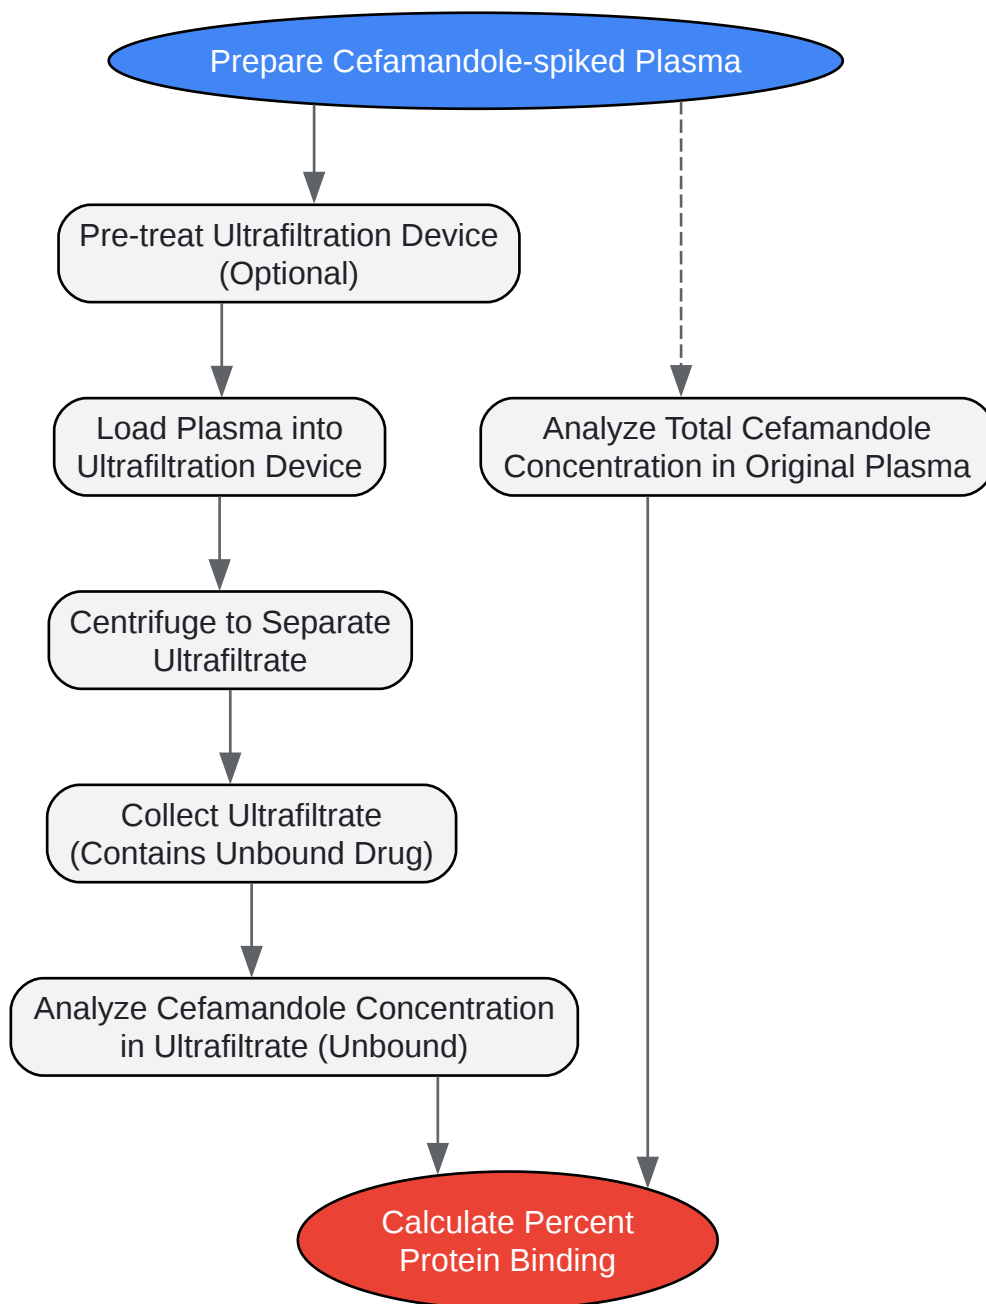 Prepare Cefamandole-spiked Plasma
Pre-treat Ultrafiltration Device
(Optional)
Load Plasma into
Ultrafiltration Device
Analyze Total Cefamandole
Concentration in Original Plasma
Centrifuge to Separate
Ultrafiltrate
Collect Ultrafiltrate
(Contains Unbound Drug)
Analyze Cefamandole Concentration
in Ultrafiltrate (Unbound)
Calculate Percent
Protein Binding